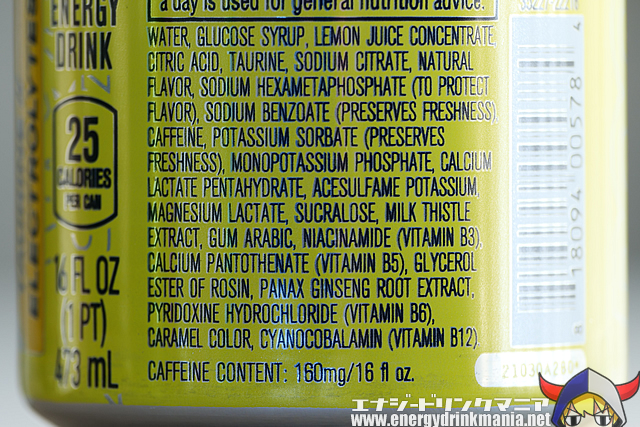 a day is used for general nutrition advice.
ENERGY
DRINK
25
CALORIES
PER CAN
16 FL OZ
(1 PT)
473 mL
ELECTROLYTES
WATER, GLUCOSE SYRUP, LEMON JUICE CONCENTRATE,
CITRIC ACID, TAURINE, SODIUM CITRATE, NATURAL
FLAVOR, SODIUM HEXAMETAPHOSPHATE (TO PROTECT
FLAVOR), SODIUM BENZOATE (PRESERVES FRESHNESS),
CAFFEINE, POTASSIUM SORBATE (PRESERVES
FRESHNESS), MONOPOTASSIUM PHOSPHATE, CALCIUM
LACTATE PENTAHYDRATE, ACESULFAME POTASSIUM,
MAGNESIUM LACTATE, SUCRALOSE, MILK THISTLE
EXTRACT, GUM ARABIC, NIACINAMIDE (VITAMIN B3),
CALCIUM PANTOTHENATE (VITAMIN B5), GLYCEROL
ESTER OF ROSIN, PANAX GINSENG ROOT EXTRACT,
PYRIDOXINE HYDROCHLORIDE (VITAMIN B6),
CARAMEL COLOR, CYANOCOBALAMIN (VITAMIN B12).
CAFFEINE CONTENT: 160mg/16 fl oz.
18094 00578 4
エナジードリンクマニア
www.energydrinkmania.net